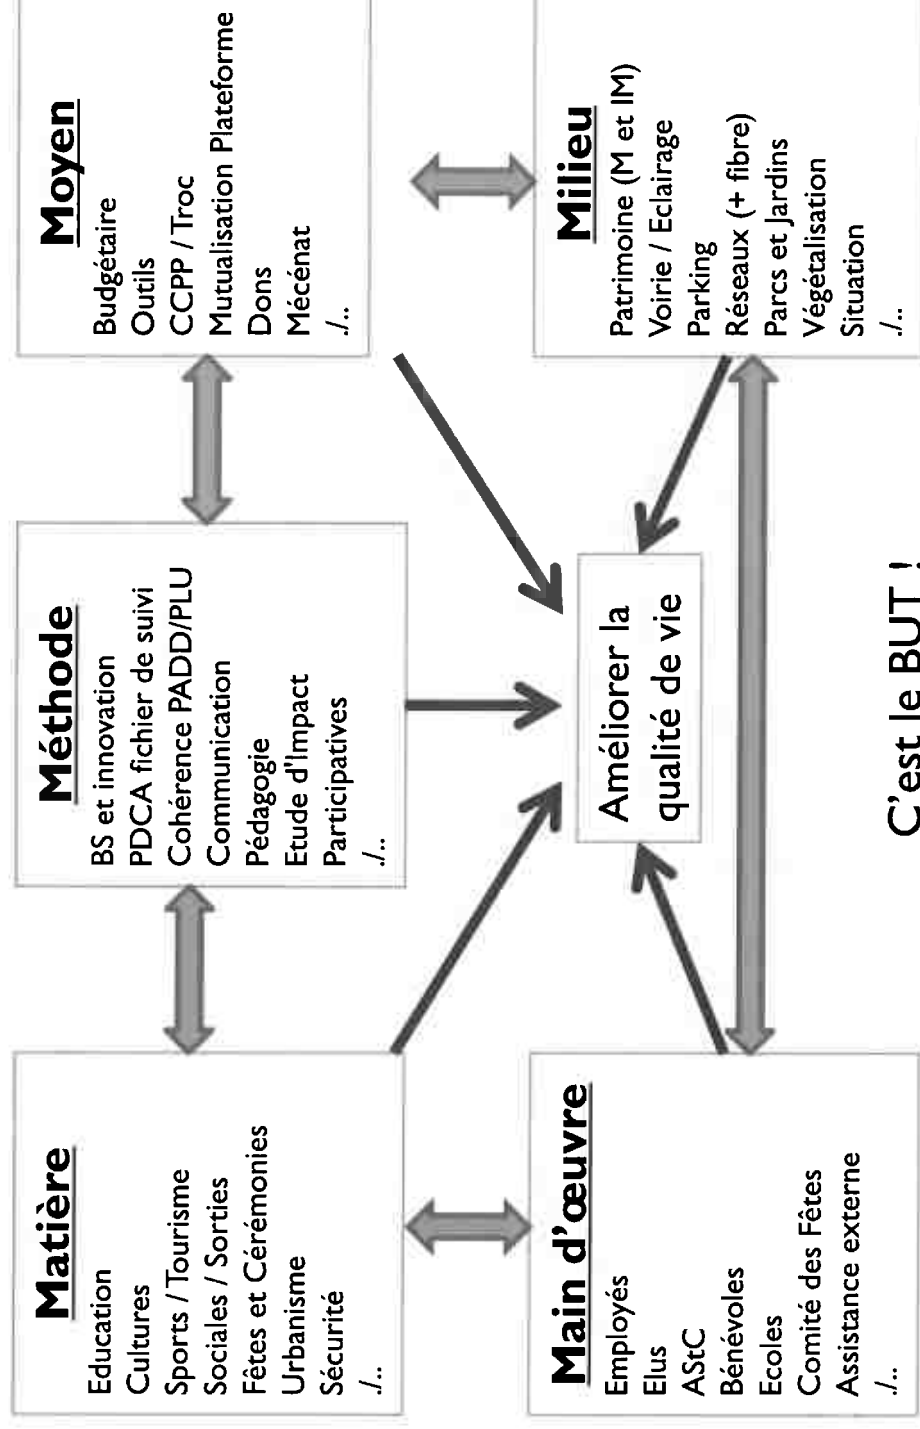 Matière
Education
Cultures
Sports / Tourisme
Sociales / Sorties
Fêtes et Cérémonies
Urbanisme
Sécurité
./..
Méthode
BS et innovation
PDCA fichier de suivi
Cohérence PADD/PLU
Communication
Pédagogie
Etude d'Impact
Participatives
./..
Moyen
Budgétaire
Outils
CCPP / Troc
Mutualisation Plateforme
Dons
Mécénat
./..
Améliorer la
qualité de vie
Main d'œuvre
Employés
Elus
AStC
Bénévoles
Ecoles
Comité des Fêtes
Assistance externe
./..
Milieu
Patrimoine (M et IM)
Voirie / Eclairage
Parking
Réseaux (+ fibre)
Parcs et Jardins
Végétalisation
Situation
./..
C'est le BUT !